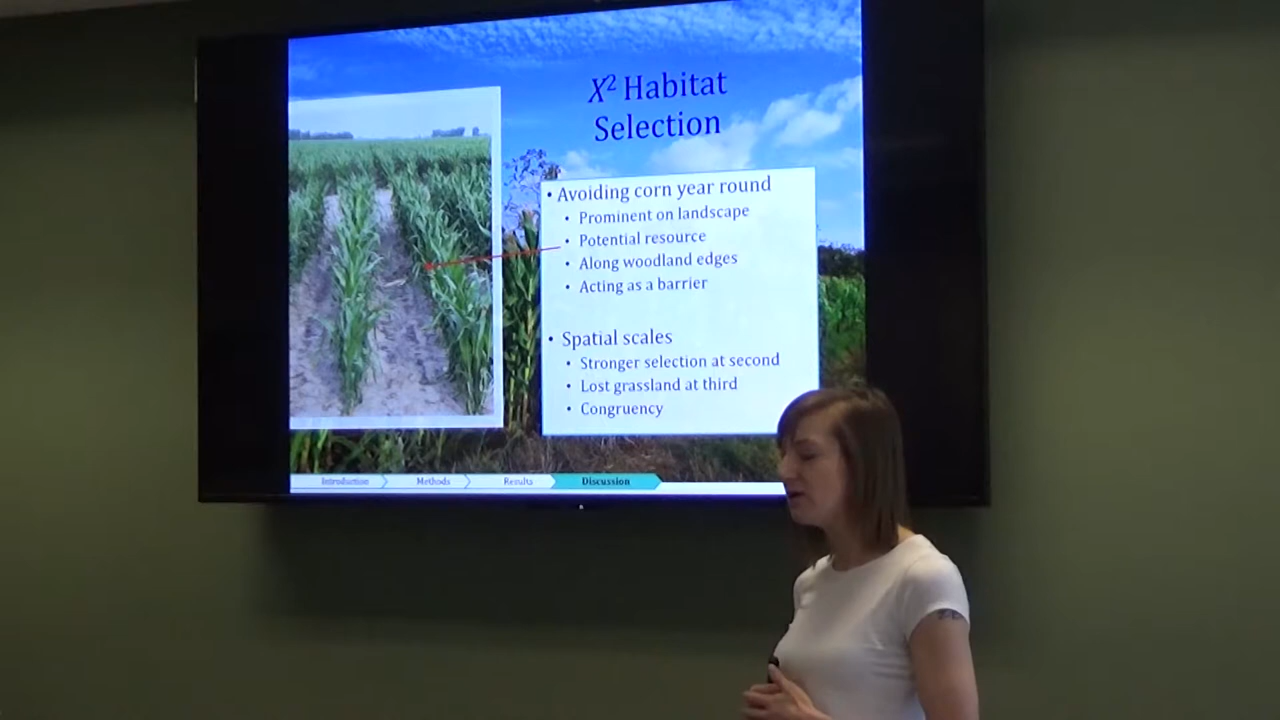 X² Habitat
Selection
• Avoiding corn year round
• Prominent on landscape
• Potential resource
• Along woodland edges
• Acting as a barrier
• Spatial scales
• Stronger selection at second
• Lost grassland at third
• Congruency
Introduction Methods Results Discussion